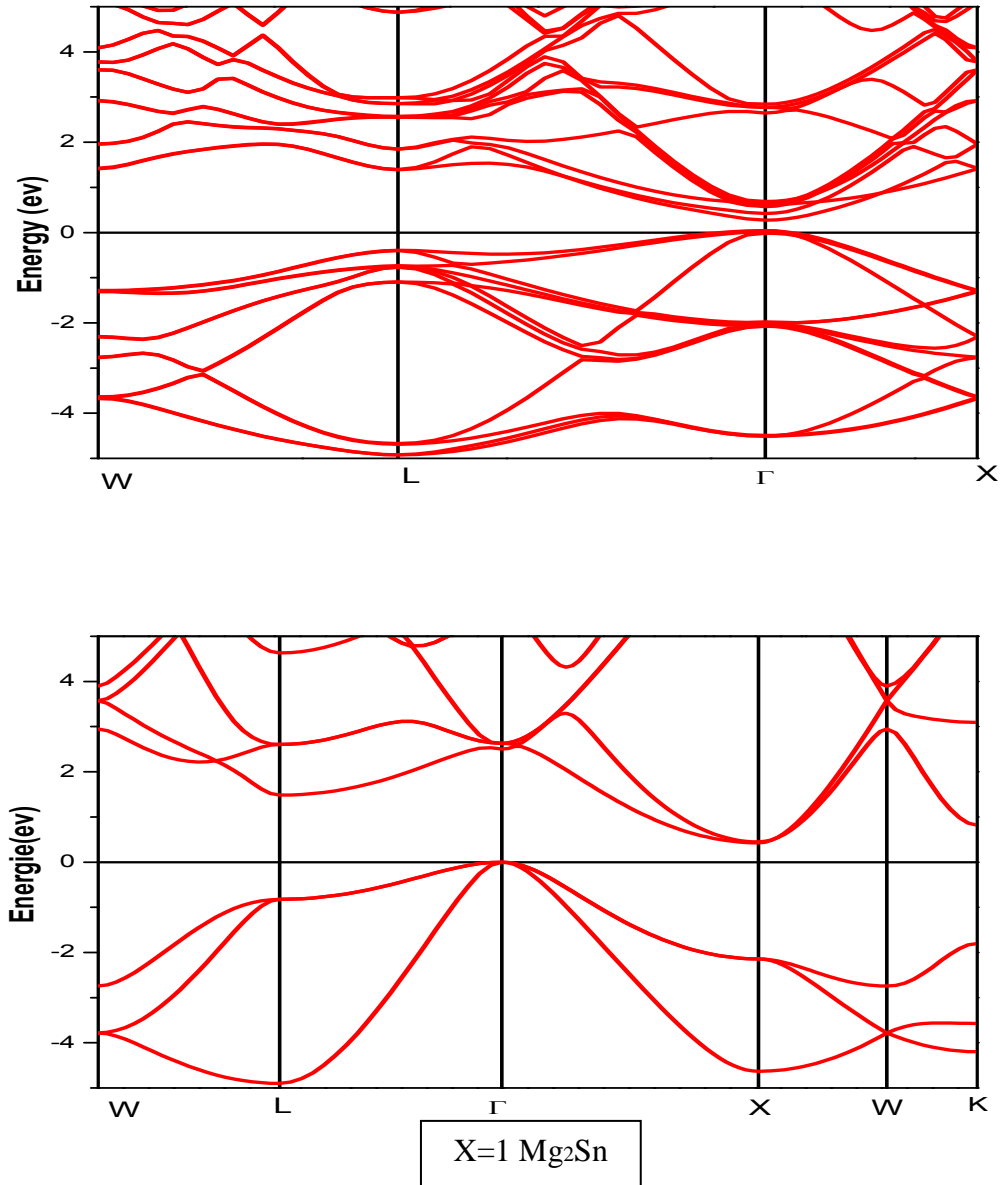 Energy (ev)
4
2
0
-2
-4
W L Γ X
Energie(ev)
4
2
0
-2
-4
W L Γ X W K
X=1 Mg₂Sn